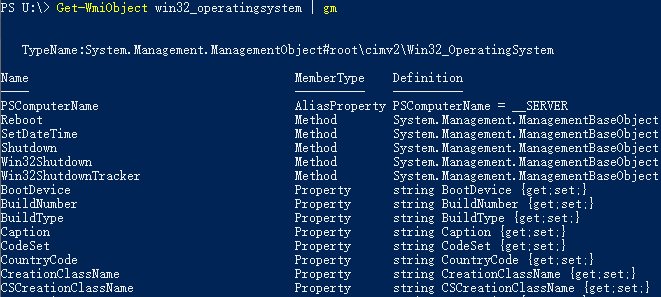 PS U:\> Get-WmiObject win32_operatingsystem | gm
TypeName:System.Management.ManagementObject#root\cimv2\Win32_OperatingSystem
Name MemberType Definition
---- ---------- ----------
PSComputerName AliasProperty PSComputerName = __SERVER
Reboot Method System.Management.ManagementBaseObject
SetDateTime Method System.Management.ManagementBaseObject
Shutdown Method System.Management.ManagementBaseObject
Win32Shutdown Method System.Management.ManagementBaseObject
Win32ShutdownTracker Method System.Management.ManagementBaseObject
BootDevice Property string BootDevice {get;set;}
BuildNumber Property string BuildNumber {get;set;}
BuildType Property string BuildType {get;set;}
Caption Property string Caption {get;set;}
CodeSet Property string CodeSet {get;set;}
CountryCode Property string CountryCode {get;set;}
CreationClassName Property string CreationClassName {get;set;}
CSCreationClassName Property string CSCreationClassName {get;set;}